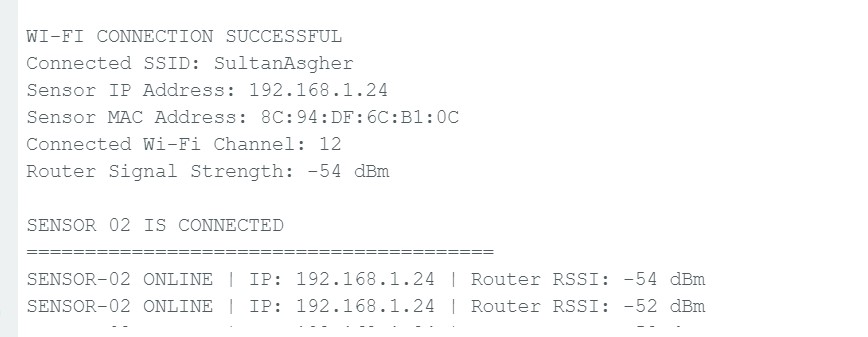 WI-FI CONNECTION SUCCESSFUL
Connected SSID: SultanAsgher
Sensor IP Address: 192.168.1.24
Sensor MAC Address: 8C:94:DF:6C:B1:0C
Connected Wi-Fi Channel: 12
Router Signal Strength: -54 dBm
SENSOR 02 IS CONNECTED
========================================
SENSOR-02 ONLINE | IP: 192.168.1.24 | Router RSSI: -54 dBm
SENSOR-02 ONLINE | IP: 192.168.1.24 | Router RSSI: -52 dBm